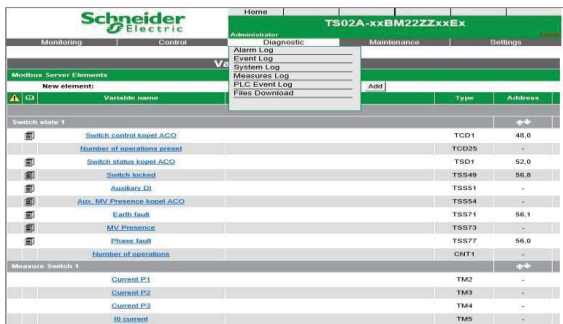 Schneider Electric
Home
TS02A-xxBM22ZZxxEx
Administrator
Monitoring Control Diagnostic Maintenance Settings
Alarm Log
Event Log
System Log
Measures Log
PLC Event Log
Files Download
Va
Modbus Server Elements
New element: Add
Variable name Type Address
Switch state 1
Switch control kopel ACO TCD1 48,0
Number of operations preset TCD25 -
Switch status kopel ACO TSD1 52,0
Switch locked TSS49 56,8
Auxiliary DI TSS51 -
Aux. MV Presence kopel ACO TSS54 -
Earth fault TSS71 56,1
MV Presence TSS73 -
Phase fault TSS77 56,0
Number of operations CNT1 -
Measure Switch 1
Current P1 TM2 -
Current P2 TM3 -
Current P3 TM4 -
I0 current TM5 -